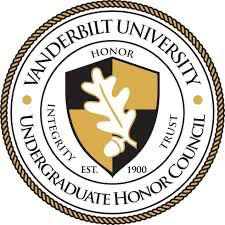 · VANDERBILT UNIVERSITY ·
UNDERGRADUATE HONOR COUNCIL
HONOR
INTEGRITY
TRUST
EST. 1900